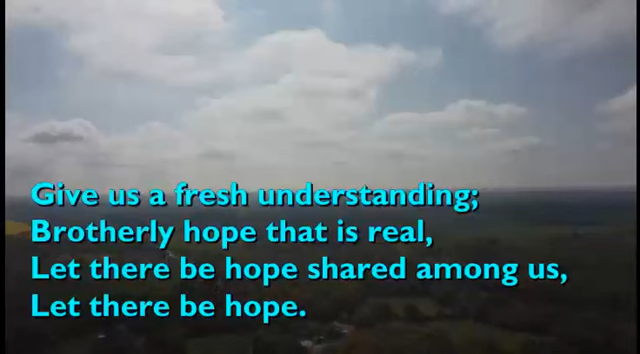 Give us a fresh understanding;
Brotherly hope that is real,
Let there be hope shared among us,
Let there be hope.